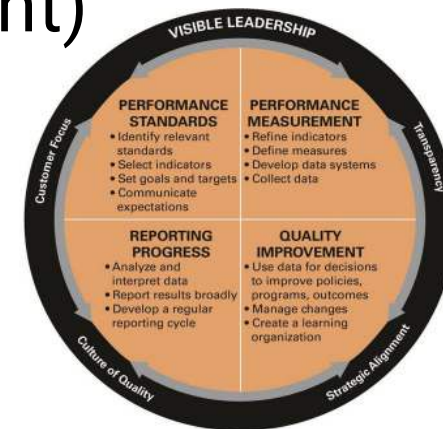 nt)
VISIBLE LEADERSHIP
PERFORMANCE
STANDARDS
• Identify relevant
standards
• Select indicators
• Set goals and targets
• Communicate
expectations
PERFORMANCE
MEASUREMENT
• Refine indicators
• Define measures
• Develop data systems
• Collect data
Customer Focus
Transparency
REPORTING
PROGRESS
• Analyze and
interpret data
• Report results broadly
• Develop a regular
reporting cycle
QUALITY
IMPROVEMENT
• Use data for decisions
to improve policies,
programs, outcomes
• Manage changes
• Create a learning
organization
Culture of Quality
Strategic Alignment